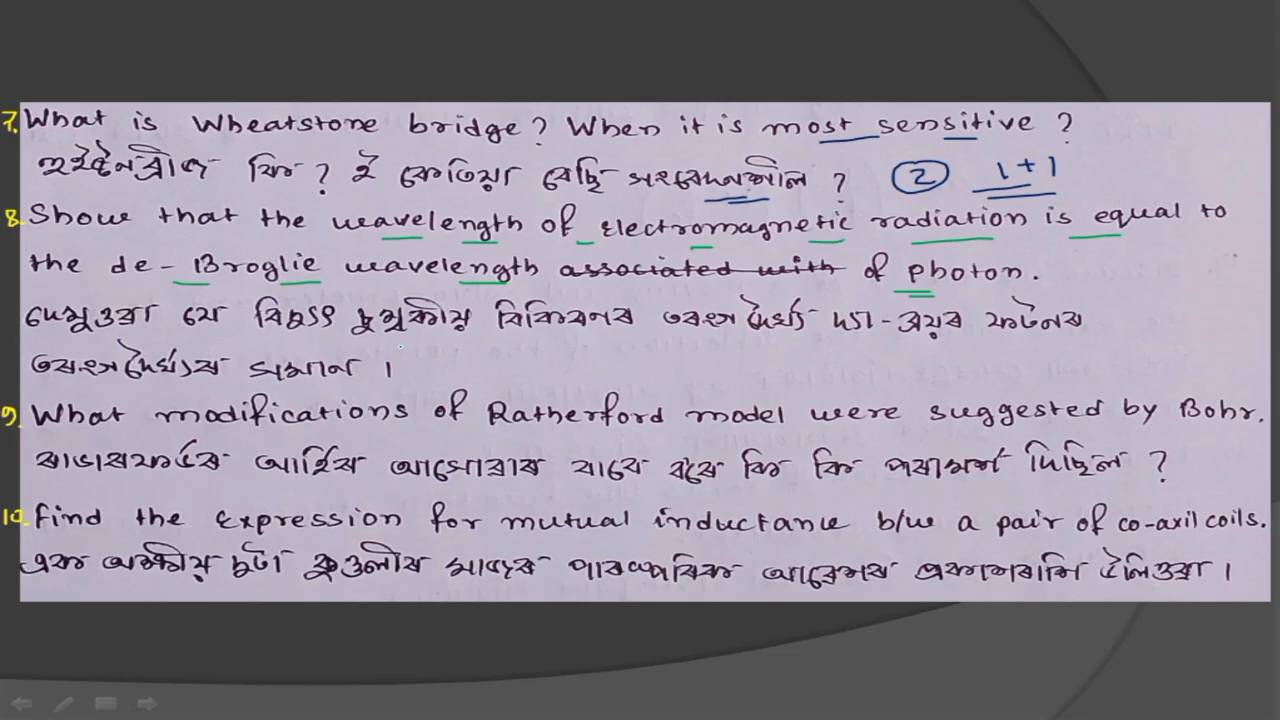 7. What is Wheatstone bridge? When it is most sensitive ?
হুইটষ্টনব্ৰীজ কি ? ই কেতিয়া বেছি সংবেদনশীল ? 2 1+1
8. Show that the wavelength of Electromagnetic radiation is equal to
the de-Broglie wavelength associated with of photon.
দেখুওৱা যে বিদ্যুৎ চুম্বকীয় বিকিৰণৰ তৰংগ দৈৰ্ঘ্য দ্য-ব্ৰয়ৰ ফটনৰ
তৰংগ দৈৰ্ঘ্যৰ সমান ।
9. What modifications of Ratherford model were suggested by Bohr.
ৰাডাৰফৰ্ডৰ আৰ্হিৰ বাবে ব'ৰে কি কি পৰামৰ্শ দিছিল ?
10. Find the Expression for mutual inductance b/w a pair of co-axil coils.
এক অক্ষীয় দুটা কুণ্ডলীৰ মাজৰ পাৰস্পৰিক আৱেশৰ প্ৰকাশৰাশি উলিওৱা ।